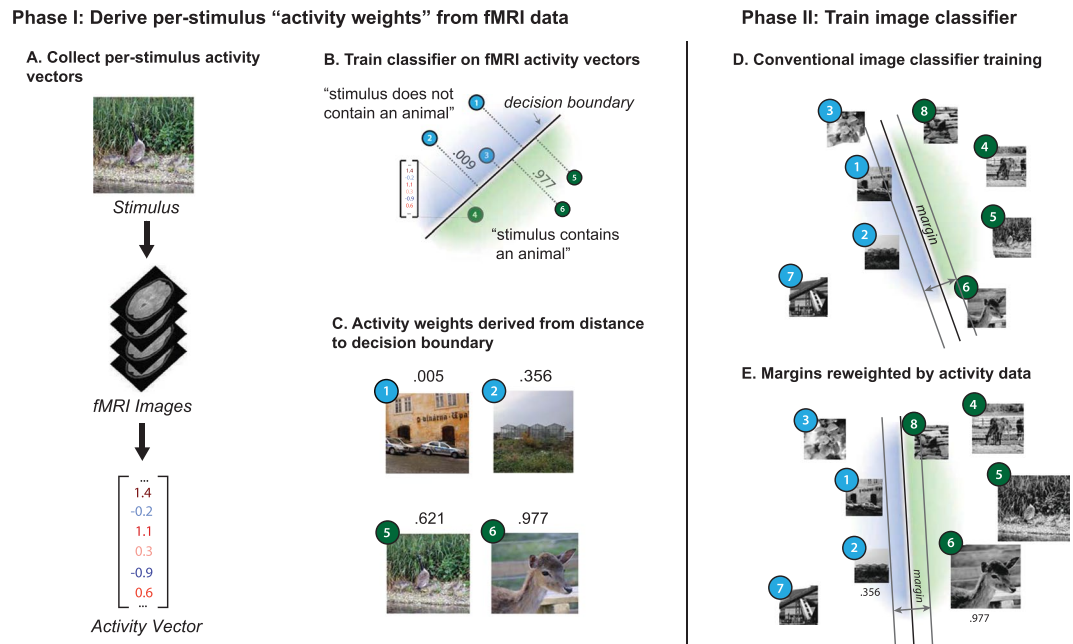 Phase I: Derive per-stimulus “activity weights” from fMRI data
A. Collect per-stimulus activity
vectors
Stimulus
fMRI Images
...
1.4
-0.2
1.1
0.3
-0.9
0.6
...
Activity Vector
B. Train classifier on fMRI activity vectors
“stimulus does not
contain an animal”
decision boundary
1
2
3
4
5
6
.009
.977
...
1.4
-0.2
1.1
0.3
-0.9
0.6
...
“stimulus contains
an animal”
C. Activity weights derived from distance
to decision boundary
.005
.356
1
2
.621
.977
5
6
Phase II: Train image classifier
D. Conventional image classifier training
3
8
4
1
5
2
margin
7
6
E. Margins reweighted by activity data
4
3
8
1
5
2
6
7
.356
margin
.977